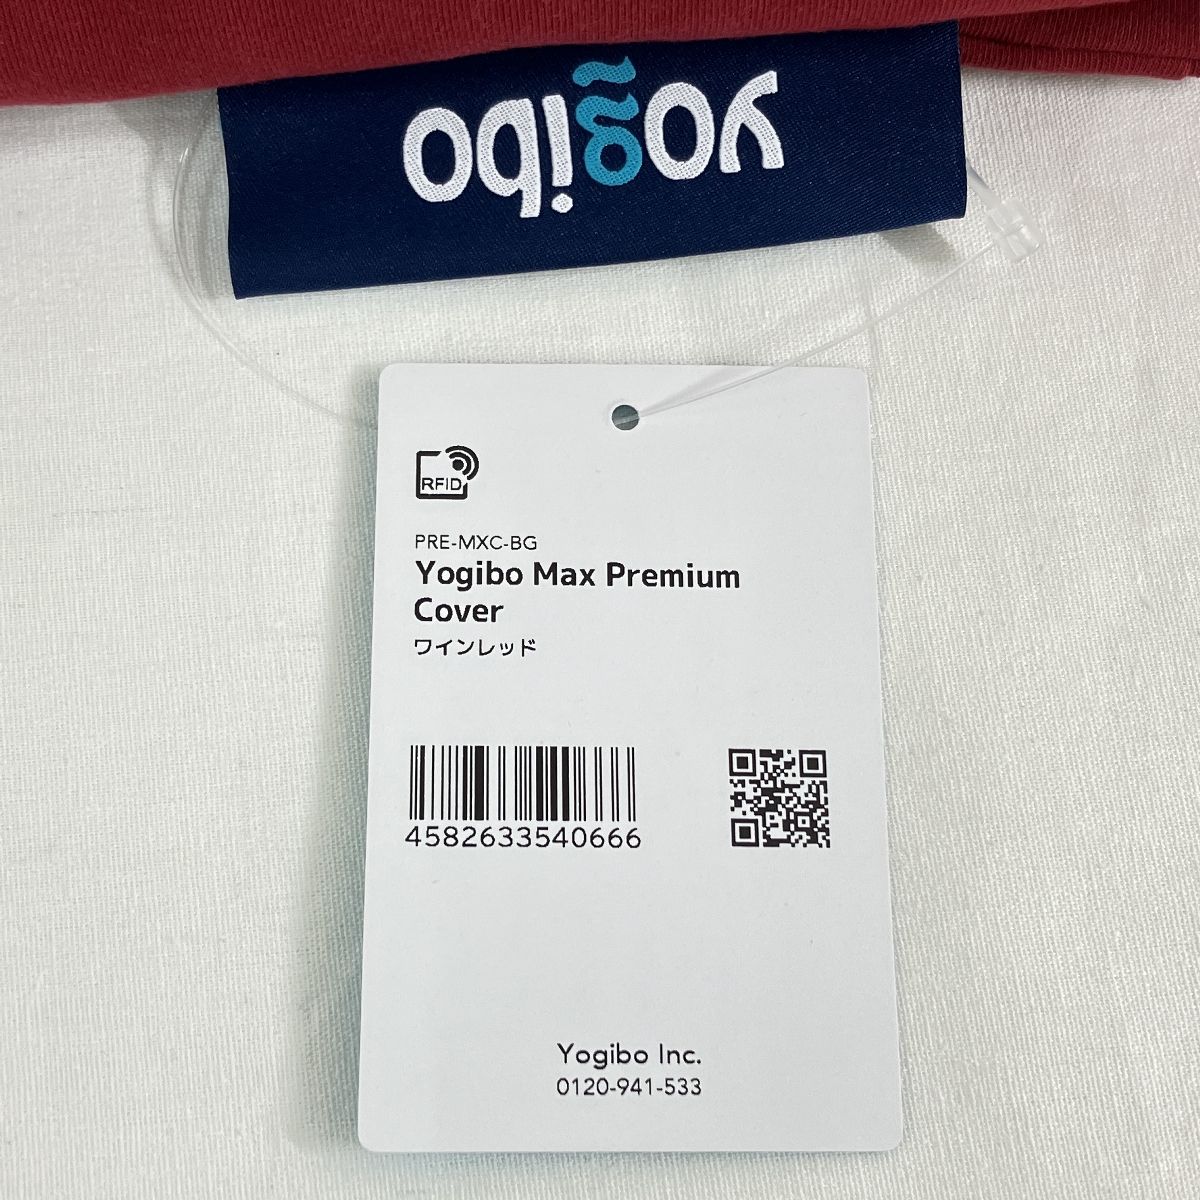 yogibo
RFID
PRE-MXC-BG
Yogibo Max Premium
Cover
ワインレッド
4582633540666
Yogibo Inc.
0120-941-533